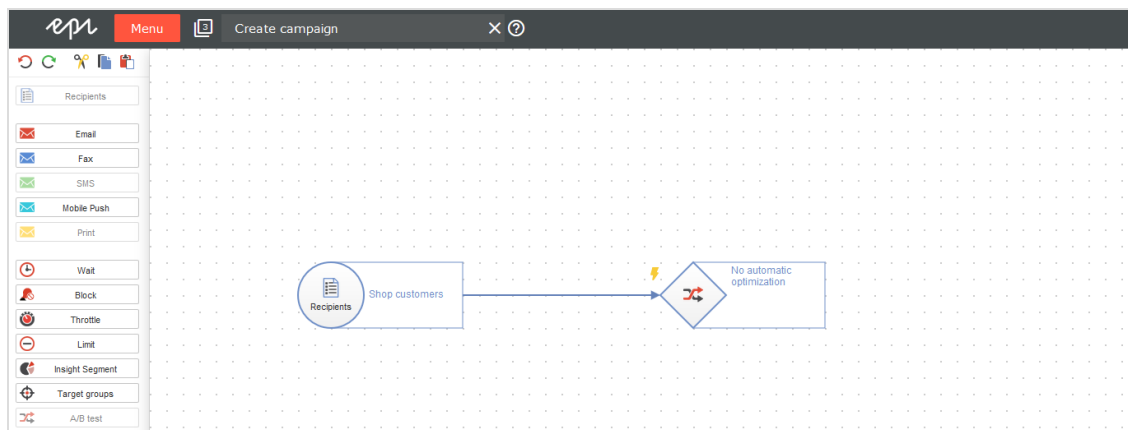 epi
Menu
3
Create campaign
Recipients
Email
Fax
SMS
Mobile Push
Print
Wait
Block
Throttle
Limit
Insight Segment
Target groups
A/B test
Recipients
Shop customers
No automatic
optimization